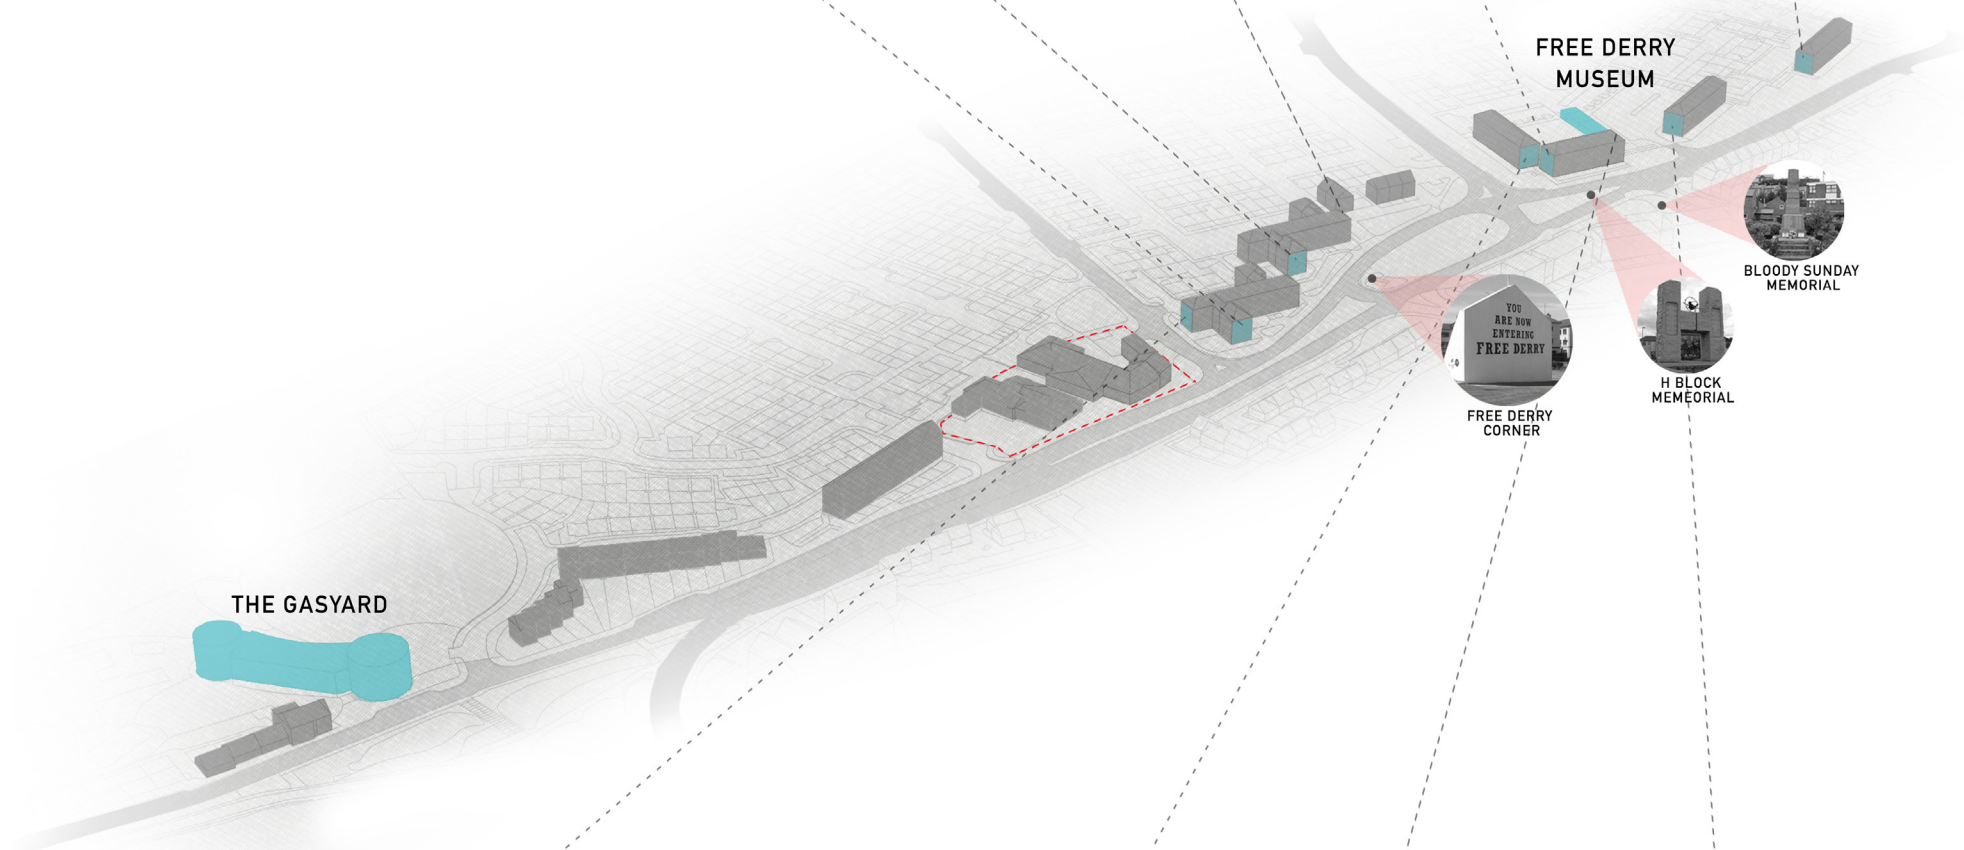 FREE DERRY
MUSEUM
BLOODY SUNDAY
MEMORIAL
YOU
ARE NOW
ENTERING
FREE DERRY
H BLOCK
MEMEORIAL
FREE DERRY
CORNER
THE GASYARD